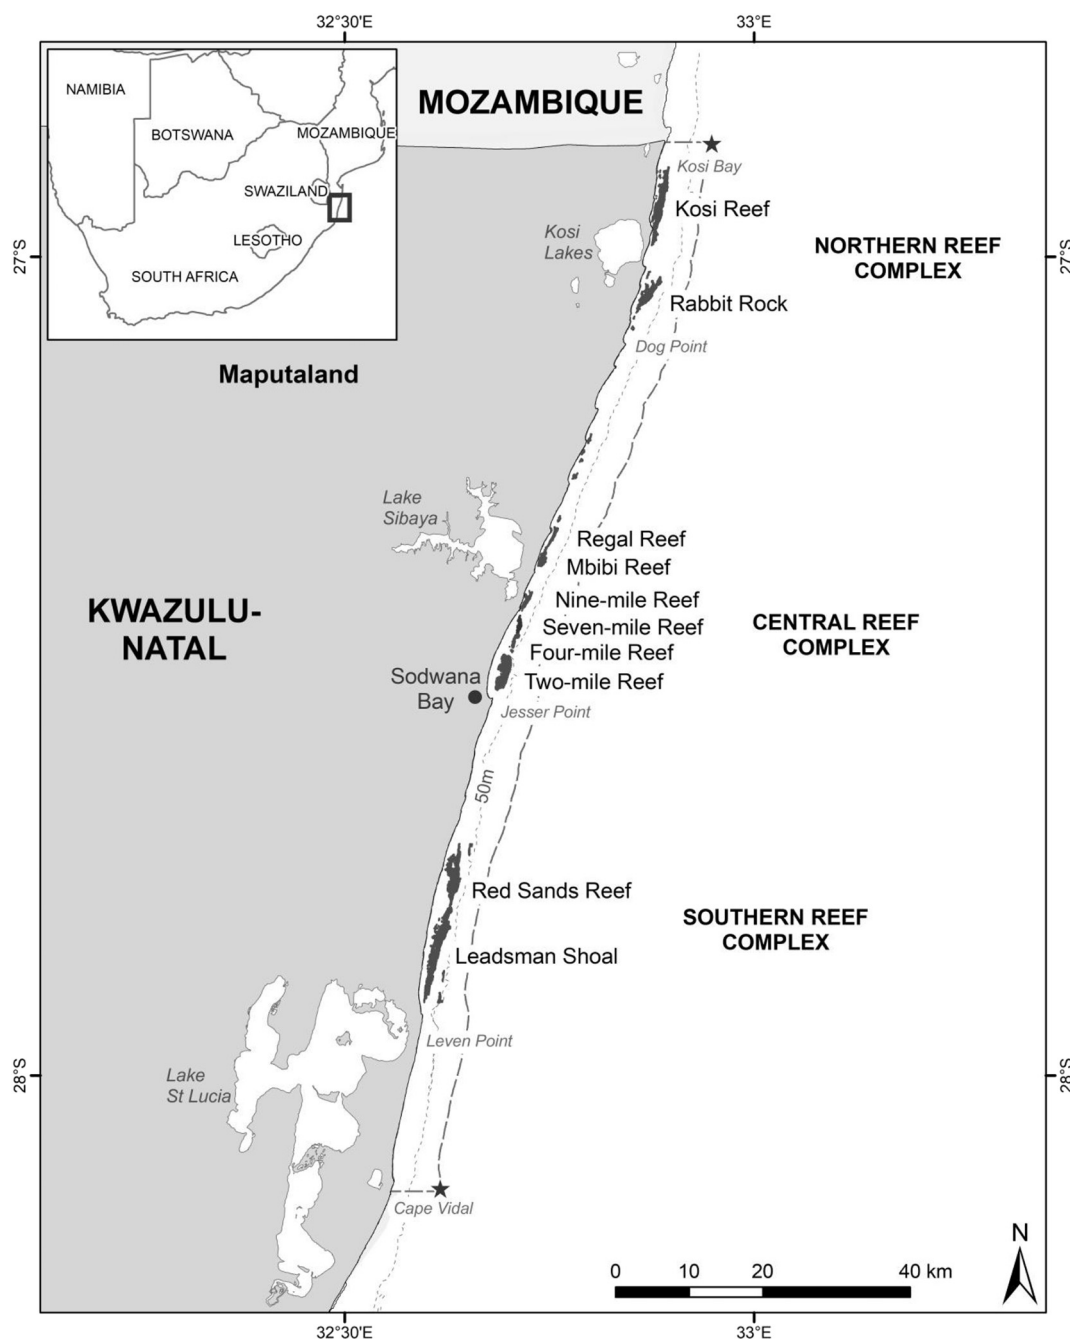 32°30'E
33°E
NAMIBIA
BOTSWANA
MOZAMBIQUE
SWAZILAND
LESOTHO
SOUTH AFRICA
MOZAMBIQUE
Kosi Bay
Kosi Reef
Kosi
Lakes
NORTHERN REEF
COMPLEX
27°S
27°S
Rabbit Rock
Dog Point
Maputaland
Lake
Sibaya
Regal Reef
Mbibi Reef
Nine-mile Reef
Seven-mile Reef
Four-mile Reef
Two-mile Reef
KWAZULU-
NATAL
CENTRAL REEF
COMPLEX
Sodwana
Bay
Jesser Point
50m
Red Sands Reef
Leadsman Shoal
SOUTHERN REEF
COMPLEX
Leven Point
Lake
St Lucia
28°S
28°S
Cape Vidal
N
0
10
20
40 km
32°30'E
33°E